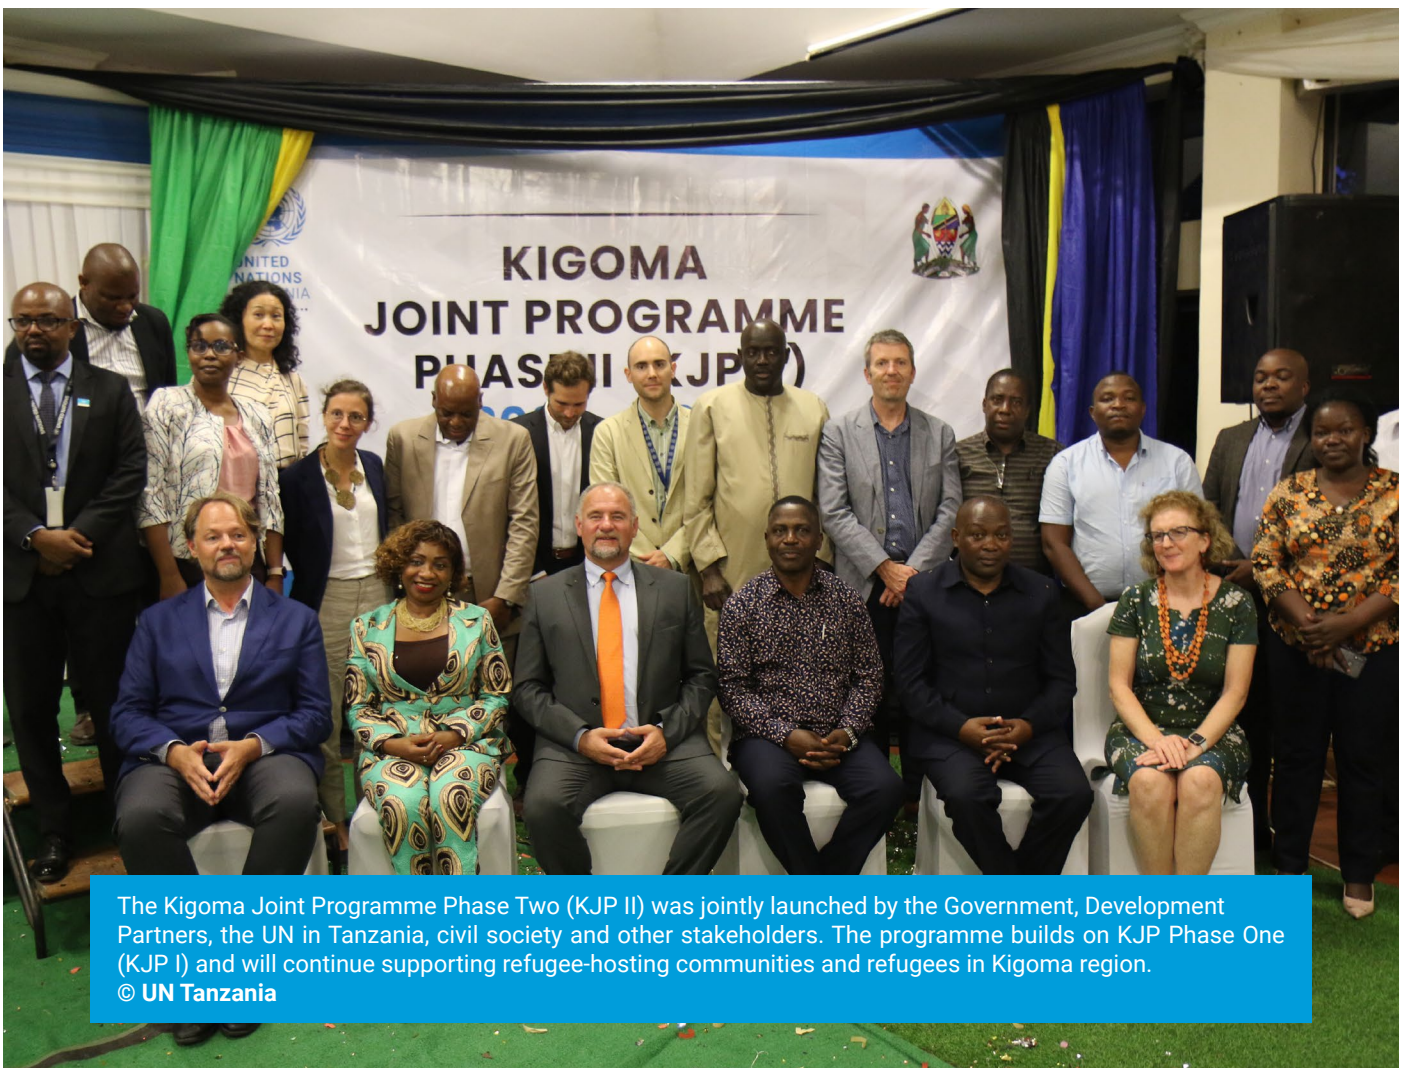 UNITED
NATIONS
KIGOMA
JOINT PROGRAMME
The Kigoma Joint Programme Phase Two (KJP II) was jointly launched by the Government, Development
Partners, the UN in Tanzania, civil society and other stakeholders. The programme builds on KJP Phase One
(KJP I) and will continue supporting refugee-hosting communities and refugees in Kigoma region.
© UN Tanzania